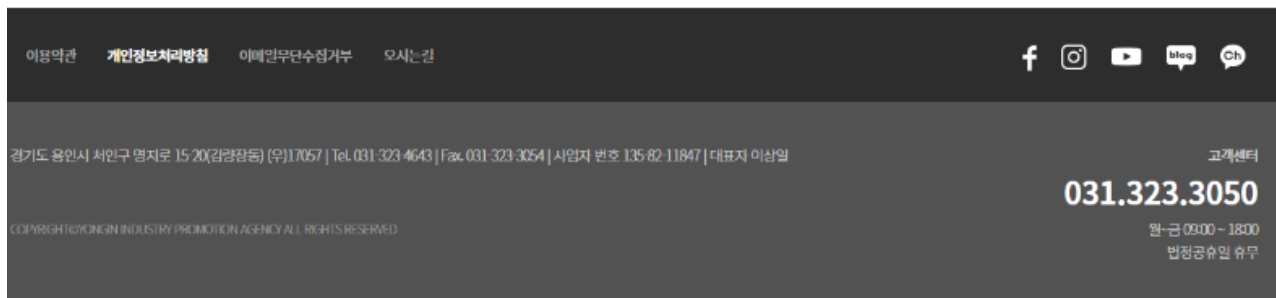 이용약관 개인정보처리방침 이메일무단수집거부 오시는길
blog Ch
경기도 용인시 처인구 명지로 15-20(김량장동) (우)17057 | Tel. 031-323-4643 | Fax. 031-323-3054 | 사업자 번호 135-82-11847 | 대표자 이상일
고객센터
031.323.3050
COPYRIGHT©YONGIN INDUSTRY PROMOTION AGENCY ALL RIGHTS RESERVED
월~금 09:00 ~ 18:00
법정공휴일 휴무